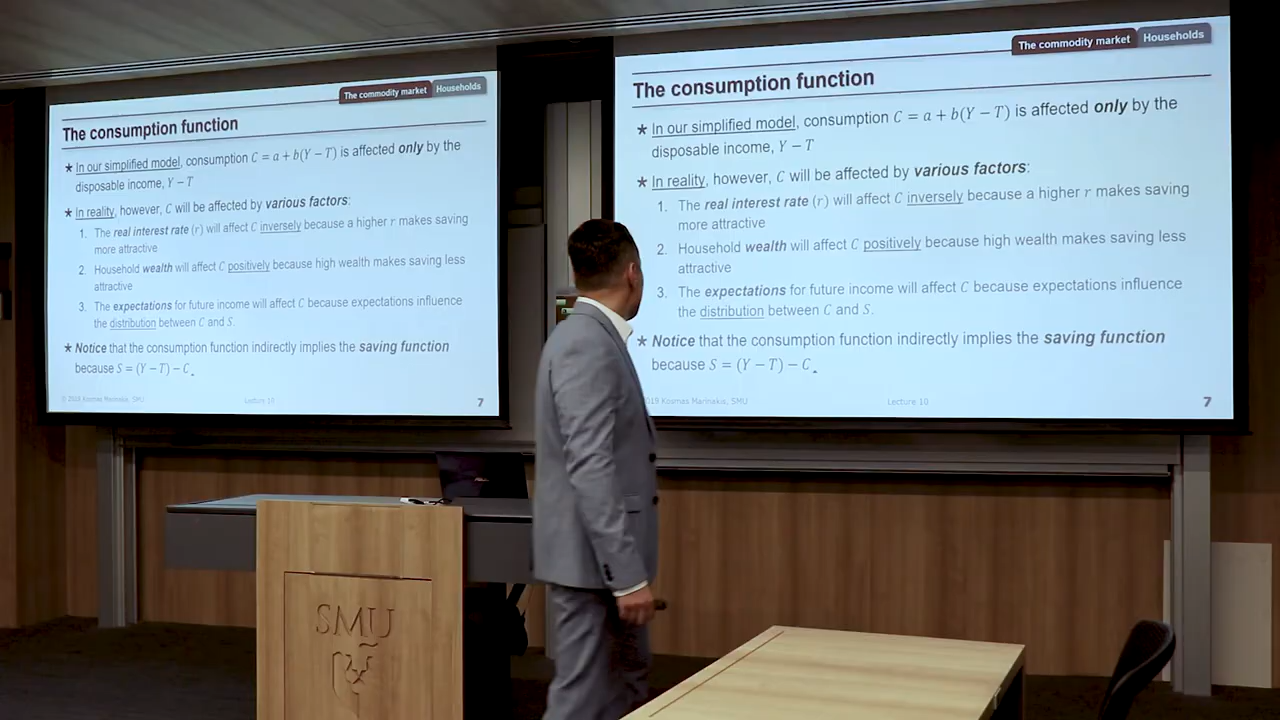 The commodity market Households
The consumption function
★ In our simplified model, consumption C = a + b(Y − T) is affected only by the
disposable income, Y − T
★ In reality, however, C will be affected by various factors:
1. The real interest rate (r) will affect C inversely because a higher r makes saving
more attractive
2. Household wealth will affect C positively because high wealth makes saving less
attractive
3. The expectations for future income will affect C because expectations influence
the distribution between C and S.
★ Notice that the consumption function indirectly implies the saving function
because S = (Y − T) − C
© 2019 Kosmas Marinakis, SMU Lecture 10 7
The commodity market Households
The consumption function
★ In our simplified model, consumption C = a + b(Y − T) is affected only by the
disposable income, Y − T
★ In reality, however, C will be affected by various factors:
1. The real interest rate (r) will affect C inversely because a higher r makes saving
more attractive
2. Household wealth will affect C positively because high wealth makes saving less
attractive
3. The expectations for future income will affect C because expectations influence
the distribution between C and S.
★ Notice that the consumption function indirectly implies the saving function
because S = (Y − T) − C
019 Kosmas Marinakis, SMU Lecture 10 7
SMU